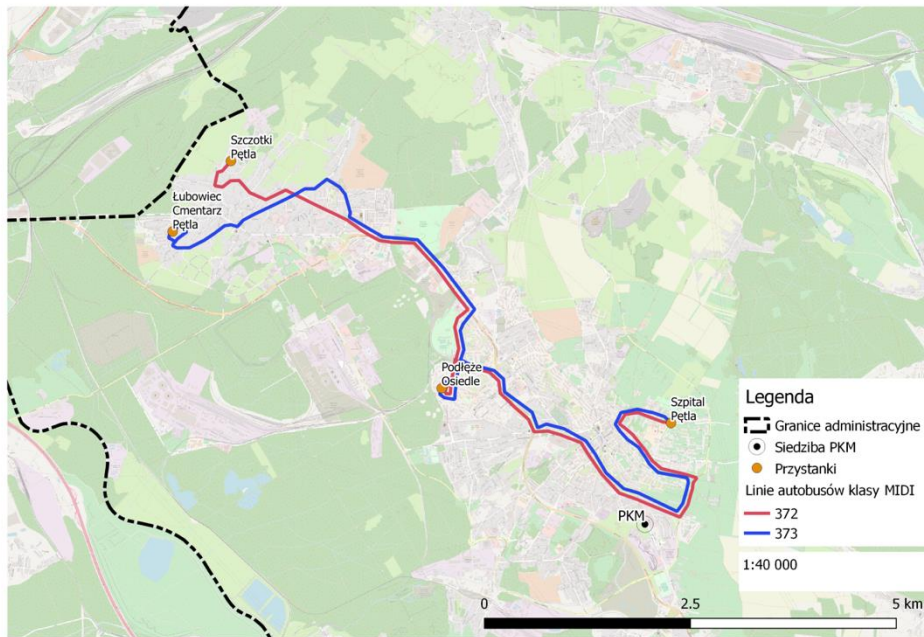 Szczotki
Pętla
Łubowiec
Cmentarz
Pętla
Podłęże
Osiedle
Szpital
Pętla
PKM
Legenda
Granice administracyjne
Siedziba PKM
Przystanki
Linie autobusów klasy MIDI
372
373
1:40 000
0 2.5 5 km